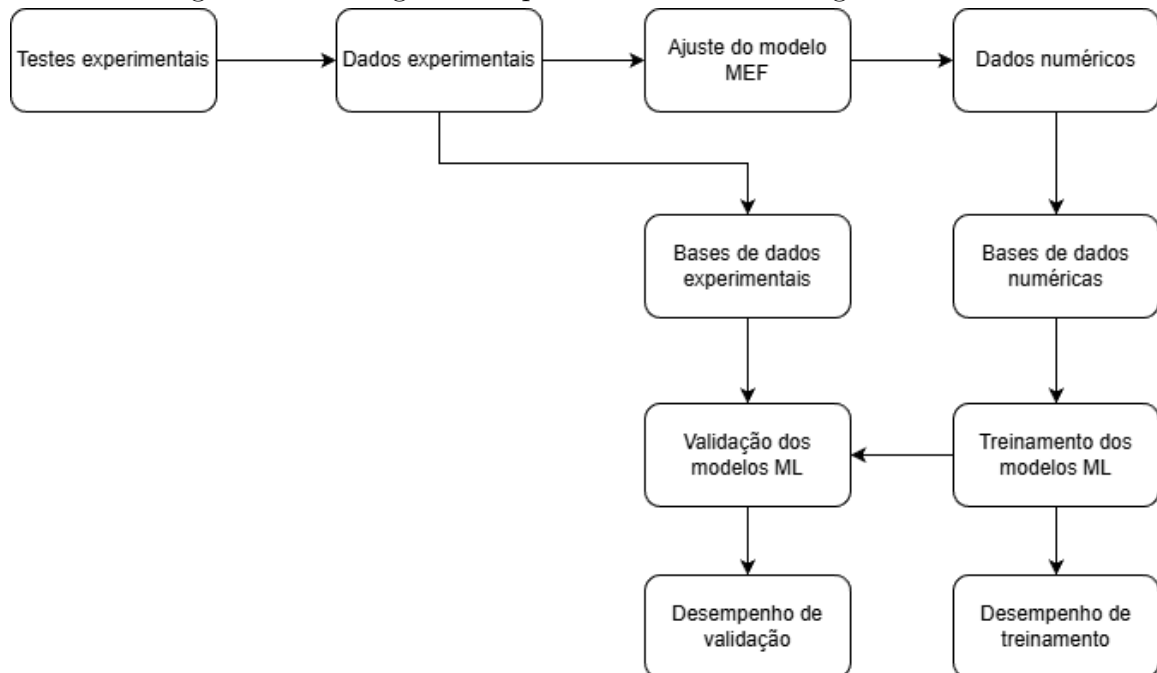 Testes experimentais
Dados experimentais
Ajuste do modelo
MEF
Dados numéricos
Bases de dados
experimentais
Bases de dados
numéricas
Validação dos
modelos ML
Treinamento dos
modelos ML
Desempenho de
validação
Desempenho de
treinamento